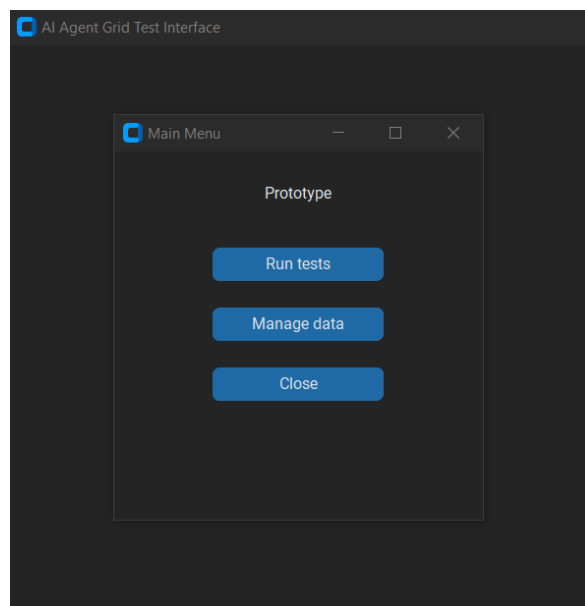 AI Agent Grid Test Interface
Main Menu
Prototype
Run tests
Manage data
Close